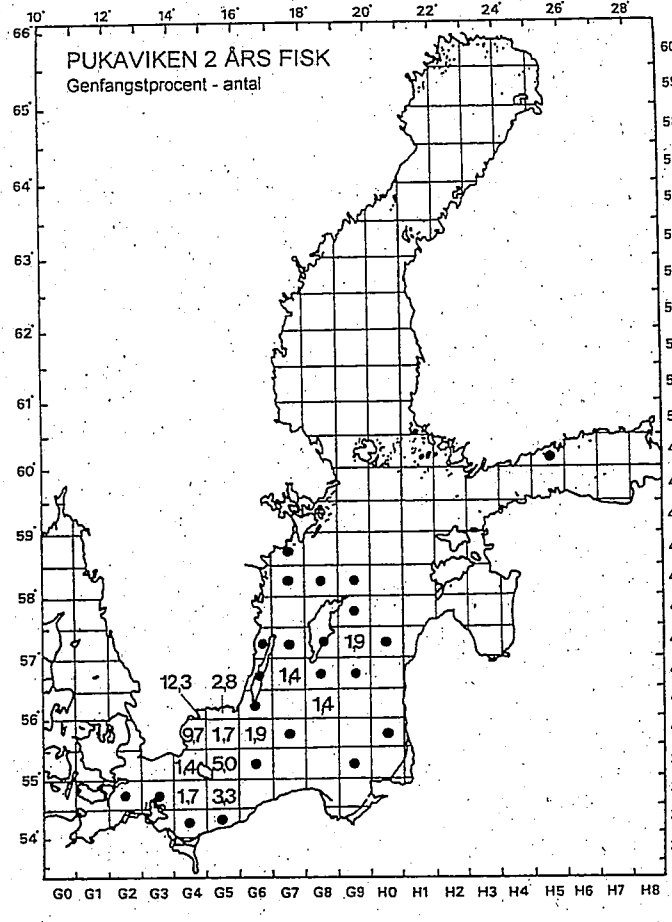 10° 12° 14° 16° 18° 20° 22° 24° 26° 28°
66°
PUKAVIKEN 2 ÅRS FISK
Genfangstprocent - antal
65°
64°
63°
62°
61°
60°
59°
58°
57°
1,9
12,3 2,8 1,4
1,4
56°
9,7 1,7 1,9
1,4 5,0
55°
1,7 3,3
54°
G0 G1 G2 G3 G4 G5 G6 G7 G8 G9 H0 H1 H2 H3 H4 H5 H6 H7 H8